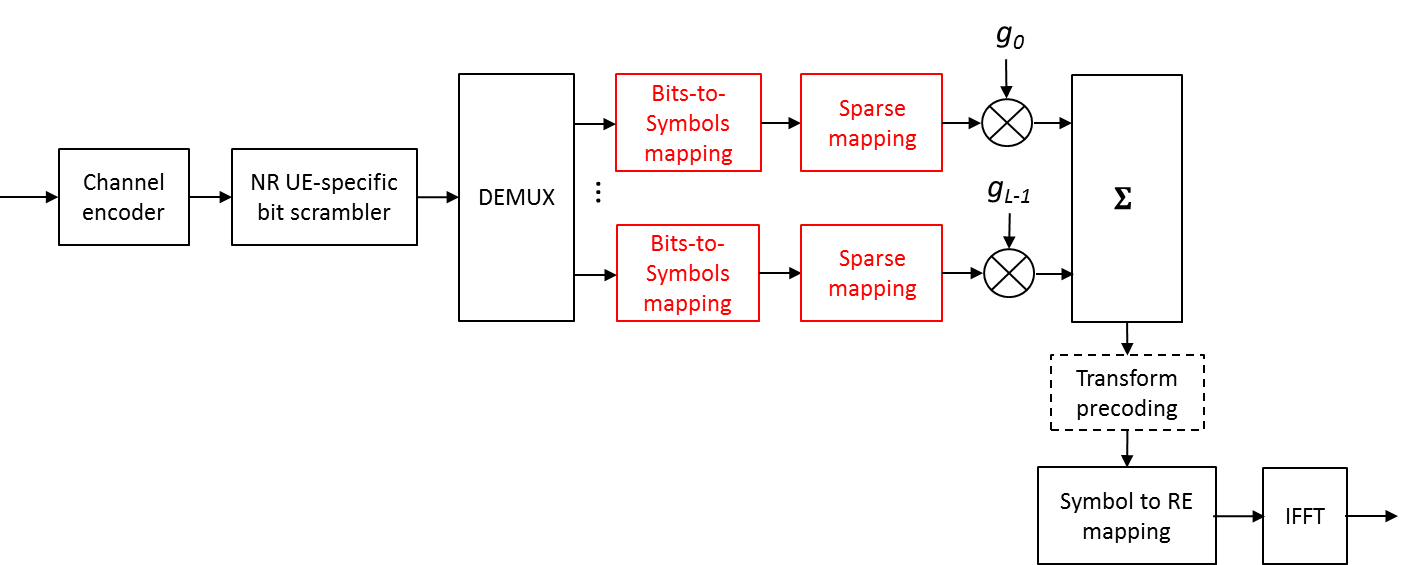 g0
Bits-to-
Symbols
mapping
Sparse
mapping
Channel
encoder
NR UE-specific
bit scrambler
DEMUX
...
gL-1
Σ
Bits-to-
Symbols
mapping
Sparse
mapping
Transform
precoding
Symbol to RE
mapping
IFFT